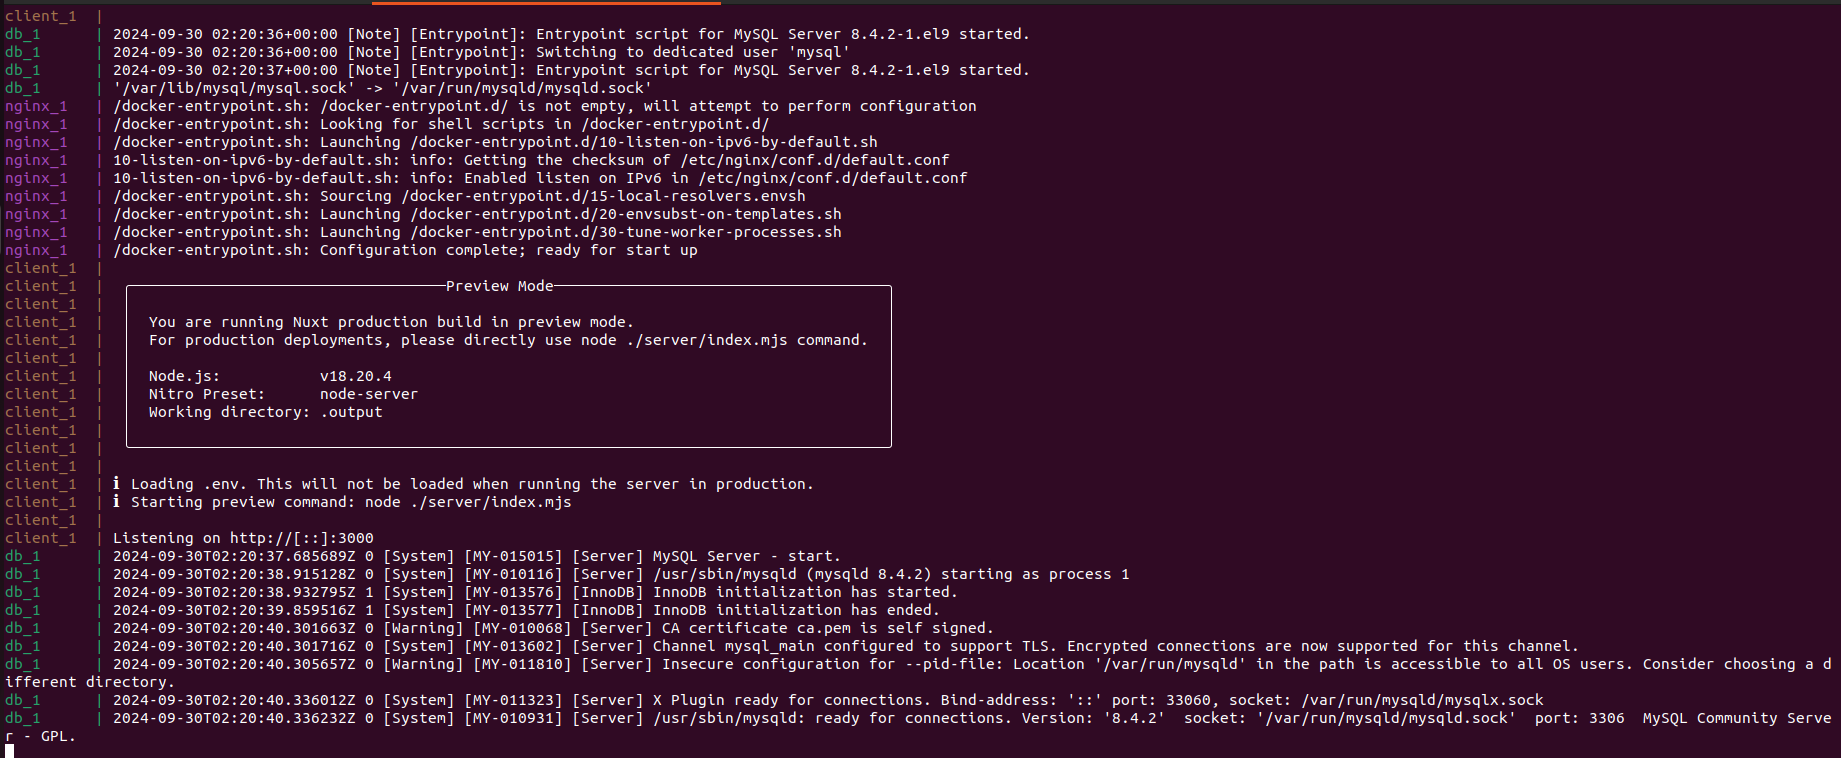 client_1  |
db_1      | 2024-09-30 02:20:36+00:00 [Note] [Entrypoint]: Entrypoint script for MySQL Server 8.4.2-1.el9 started.
db_1      | 2024-09-30 02:20:36+00:00 [Note] [Entrypoint]: Switching to dedicated user 'mysql'
db_1      | 2024-09-30 02:20:37+00:00 [Note] [Entrypoint]: Entrypoint script for MySQL Server 8.4.2-1.el9 started.
db_1      | '/var/lib/mysql/mysql.sock' -> '/var/run/mysqld/mysqld.sock'
nginx_1   | /docker-entrypoint.sh: /docker-entrypoint.d/ is not empty, will attempt to perform configuration
nginx_1   | /docker-entrypoint.sh: Looking for shell scripts in /docker-entrypoint.d/
nginx_1   | /docker-entrypoint.sh: Launching /docker-entrypoint.d/10-listen-on-ipv6-by-default.sh
nginx_1   | 10-listen-on-ipv6-by-default.sh: info: Getting the checksum of /etc/nginx/conf.d/default.conf
nginx_1   | 10-listen-on-ipv6-by-default.sh: info: Enabled listen on IPv6 in /etc/nginx/conf.d/default.conf
nginx_1   | /docker-entrypoint.sh: Sourcing /docker-entrypoint.d/15-local-resolvers.envsh
nginx_1   | /docker-entrypoint.sh: Launching /docker-entrypoint.d/20-envsubst-on-templates.sh
nginx_1   | /docker-entrypoint.sh: Launching /docker-entrypoint.d/30-tune-worker-processes.sh
nginx_1   | /docker-entrypoint.sh: Configuration complete; ready for start up
client_1  |
client_1  | Preview Mode
client_1  |
client_1  |     You are running Nuxt production build in preview mode.
client_1  |     For production deployments, please directly use node ./server/index.mjs command.
client_1  |
client_1  |     Node.js:           v18.20.4
client_1  |     Nitro Preset:      node-server
client_1  |     Working directory: .output
client_1  |
client_1  |
client_1  |
client_1  | ℹ Loading .env. This will not be loaded when running the server in production.
client_1  | ℹ Starting preview command: node ./server/index.mjs
client_1  |
client_1  | Listening on http://[::]:3000
db_1      | 2024-09-30T02:20:37.685689Z 0 [System] [MY-015015] [Server] MySQL Server - start.
db_1      | 2024-09-30T02:20:38.915128Z 0 [System] [MY-010116] [Server] /usr/sbin/mysqld (mysqld 8.4.2) starting as process 1
db_1      | 2024-09-30T02:20:38.932795Z 1 [System] [MY-013576] [InnoDB] InnoDB initialization has started.
db_1      | 2024-09-30T02:20:39.859516Z 1 [System] [MY-013577] [InnoDB] InnoDB initialization has ended.
db_1      | 2024-09-30T02:20:40.301663Z 0 [Warning] [MY-010068] [Server] CA certificate ca.pem is self signed.
db_1      | 2024-09-30T02:20:40.301716Z 0 [System] [MY-013602] [Server] Channel mysql_main configured to support TLS. Encrypted connections are now supported for this channel.
db_1      | 2024-09-30T02:20:40.305657Z 0 [Warning] [MY-011810] [Server] Insecure configuration for --pid-file: Location '/var/run/mysqld' in the path is accessible to all OS users. Consider choosing a d
ifferent directory.
db_1      | 2024-09-30T02:20:40.336012Z 0 [System] [MY-011323] [Server] X Plugin ready for connections. Bind-address: '::' port: 33060, socket: /var/run/mysqld/mysqlx.sock
db_1      | 2024-09-30T02:20:40.336232Z 0 [System] [MY-010931] [Server] /usr/sbin/mysqld: ready for connections. Version: '8.4.2'  socket: '/var/run/mysqld/mysqld.sock'  port: 3306  MySQL Community Serve
r - GPL.